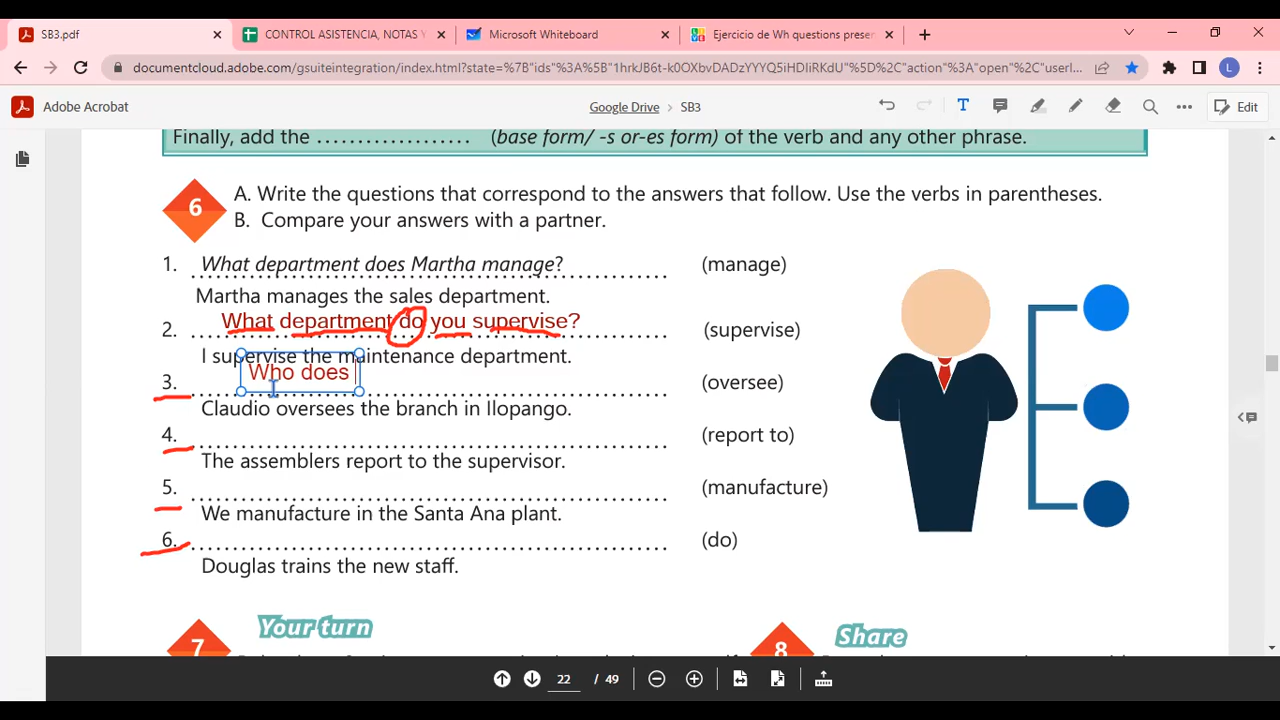 SB3.pdf
CONTROL ASISTENCIA, NOTAS Y
Microsoft Whiteboard
Ejercicio de Wh questions presen
documentcloud.adobe.com/gsuiteintegration/index.html?state=%7B"ids"%3A%5B"1hrkJB6t-k0OXbvDADzYYYQ5iHDIiRKdU"%5D%2C"action"%3A"open"%2C"userI...
L
Adobe Acrobat
Google Drive
SB3
T
Edit
Finally, add the ................... (base form/ -s or-es form) of the verb and any other phrase.
6
A. Write the questions that correspond to the answers that follow. Use the verbs in parentheses.
B. Compare your answers with a partner.
1. What department does Martha manage? (manage)
Martha manages the sales department.
What department do you supervise?
2. (supervise)
I supervise the maintenance department.
Who does
3. (oversee)
Claudio oversees the branch in Ilopango.
4. (report to)
The assemblers report to the supervisor.
5. (manufacture)
We manufacture in the Santa Ana plant.
6. (do)
Douglas trains the new staff.
7 Your turn
8 Share
22 / 49